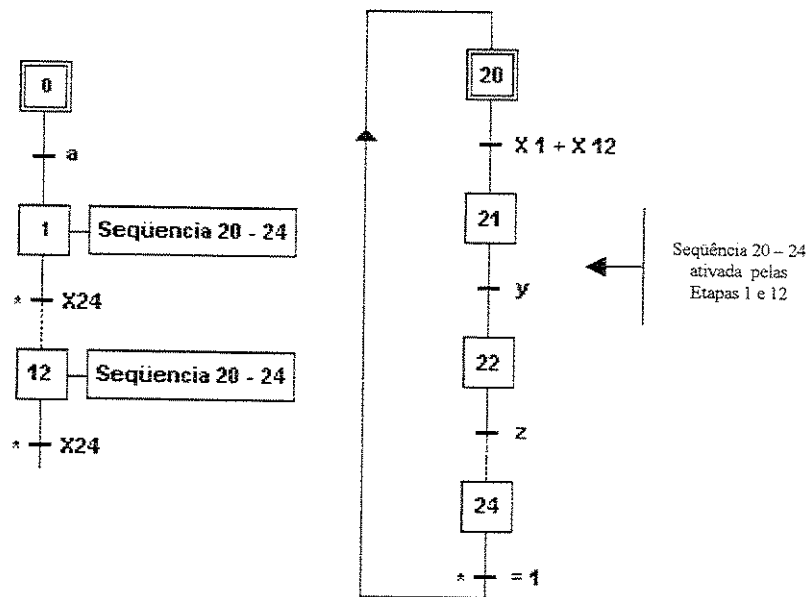 0
a
1
Seqüencia 20 - 24
* X24
12
Seqüencia 20 - 24
* X24
20
X 1 + X 12
21
y
22
z
24
* = 1
Seqüência 20 – 24
ativada pelas
Etapas 1 e 12